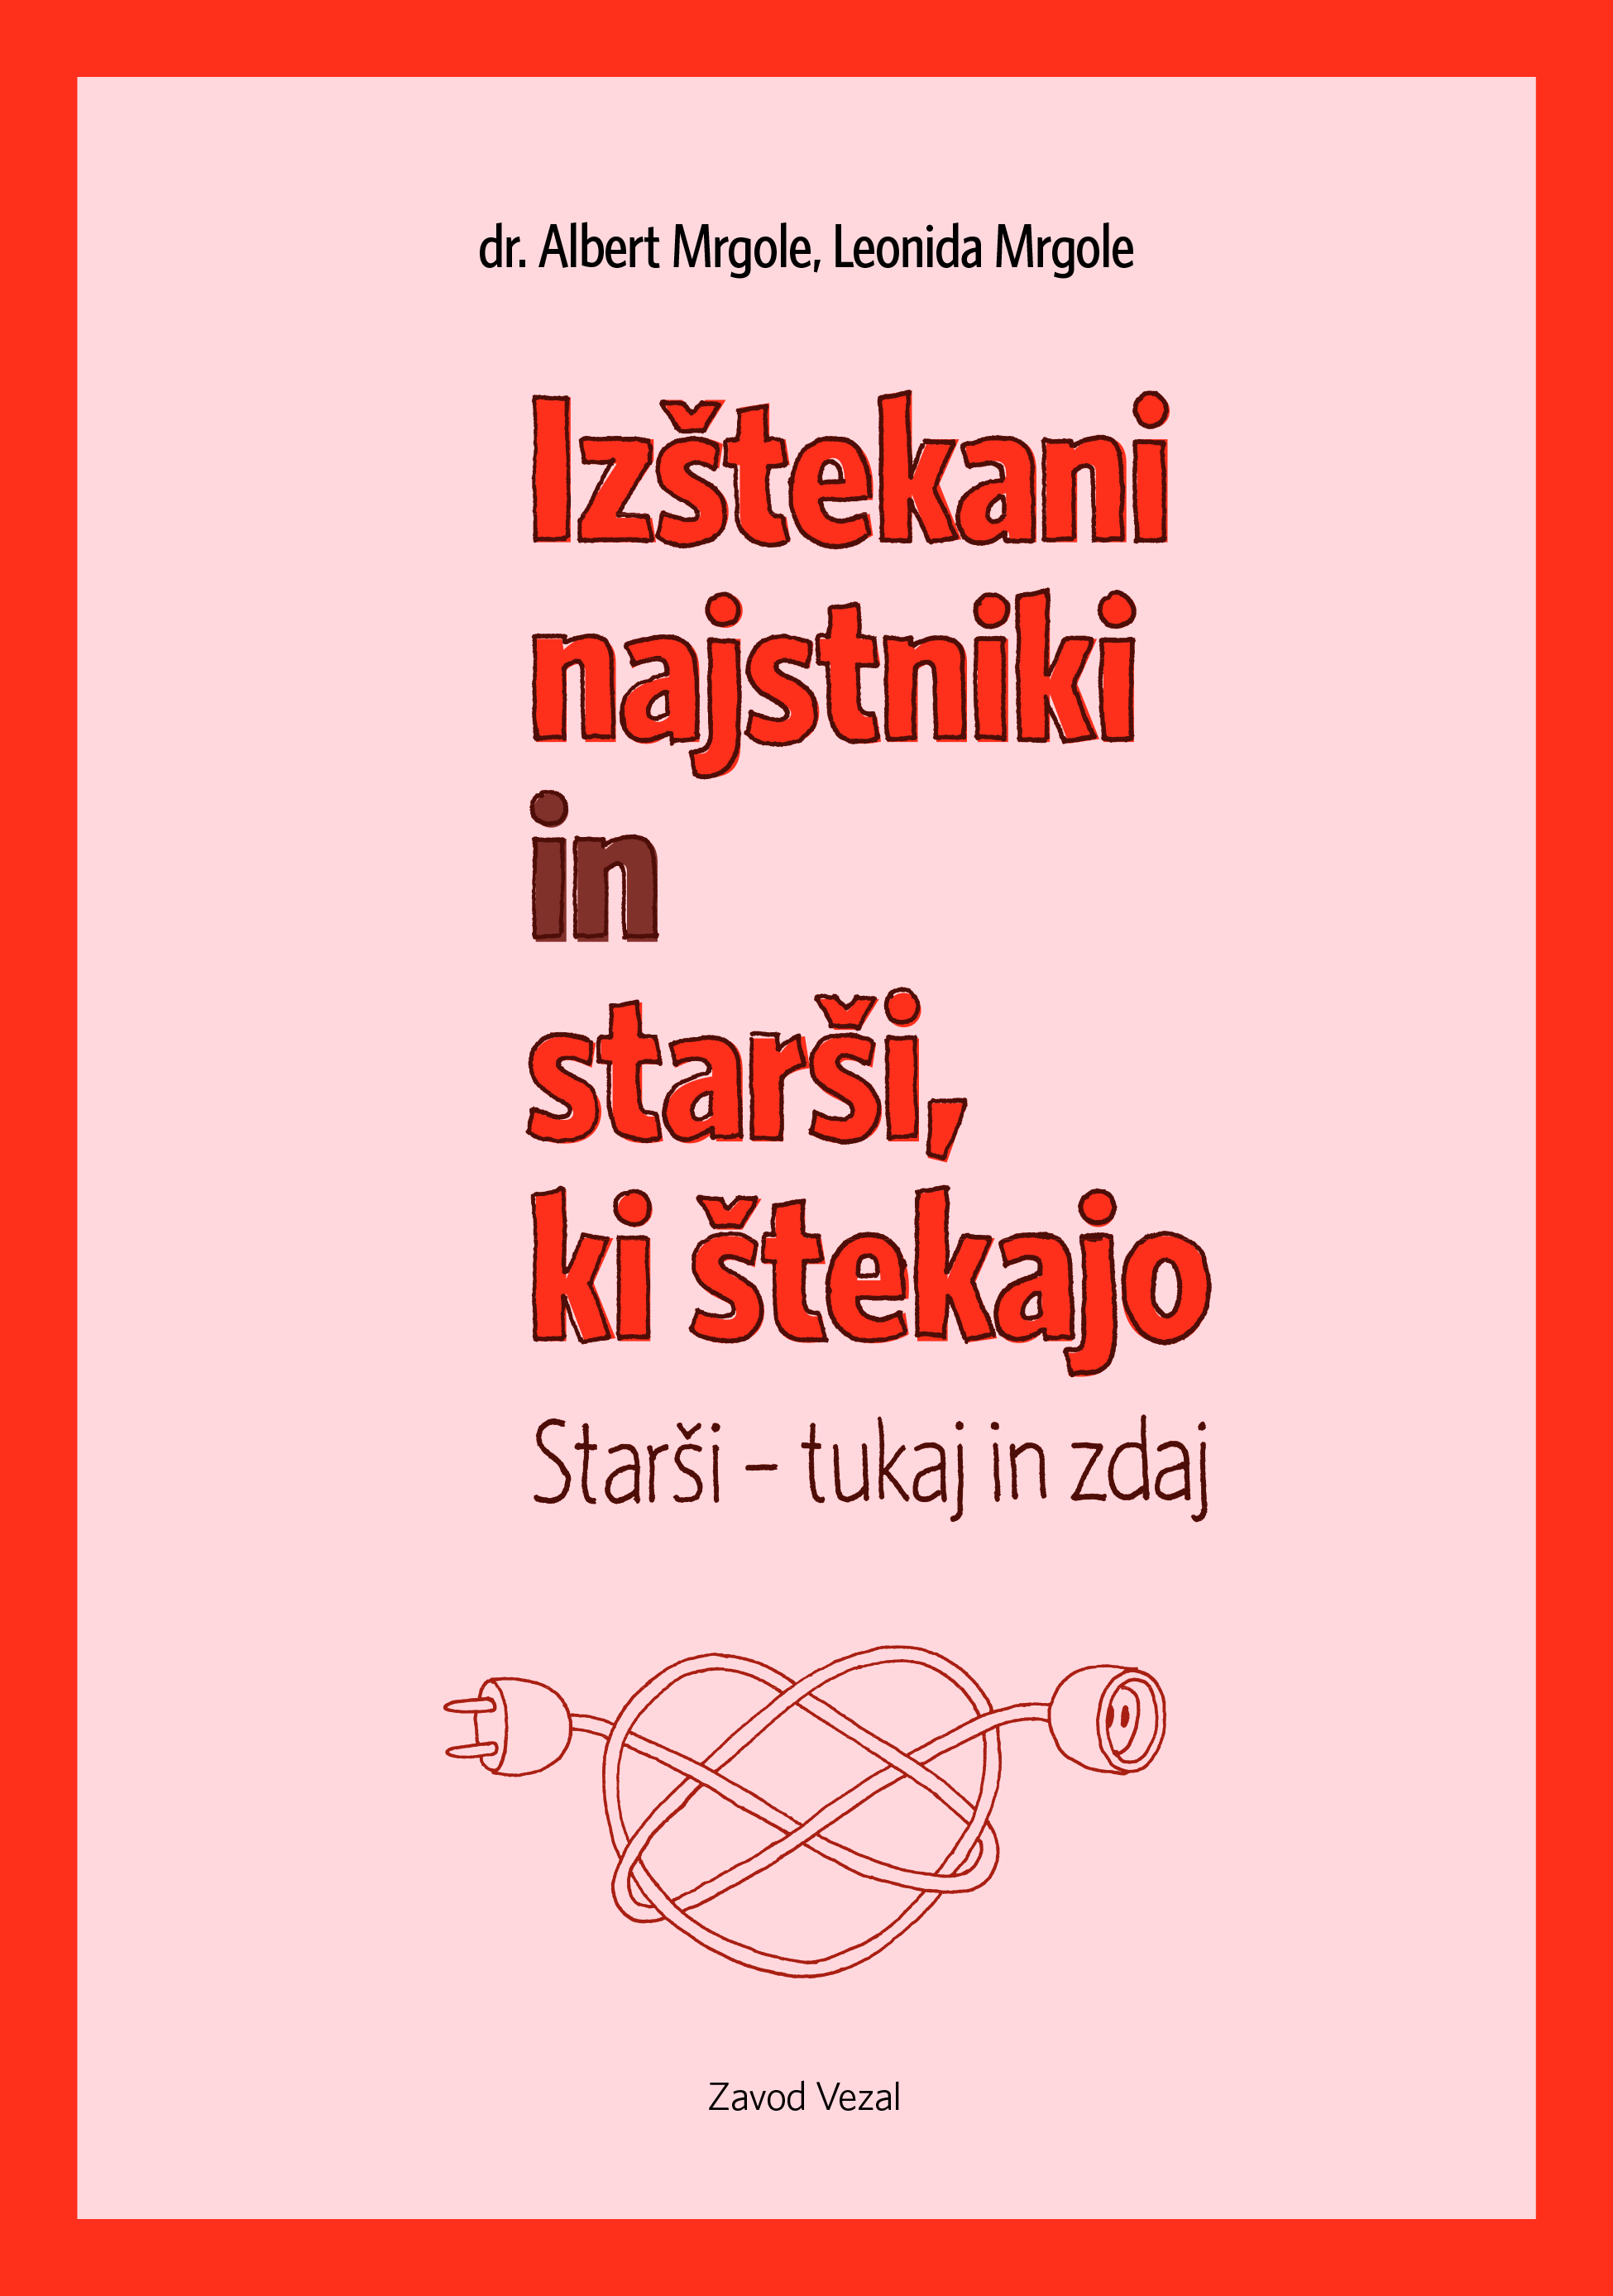 dr. Albert Mrgole, Leonida Mrgole
Izštekani
najstniki
in
starši,
ki štekajo
Starši – tukaj in zdaj
Zavod Vezal